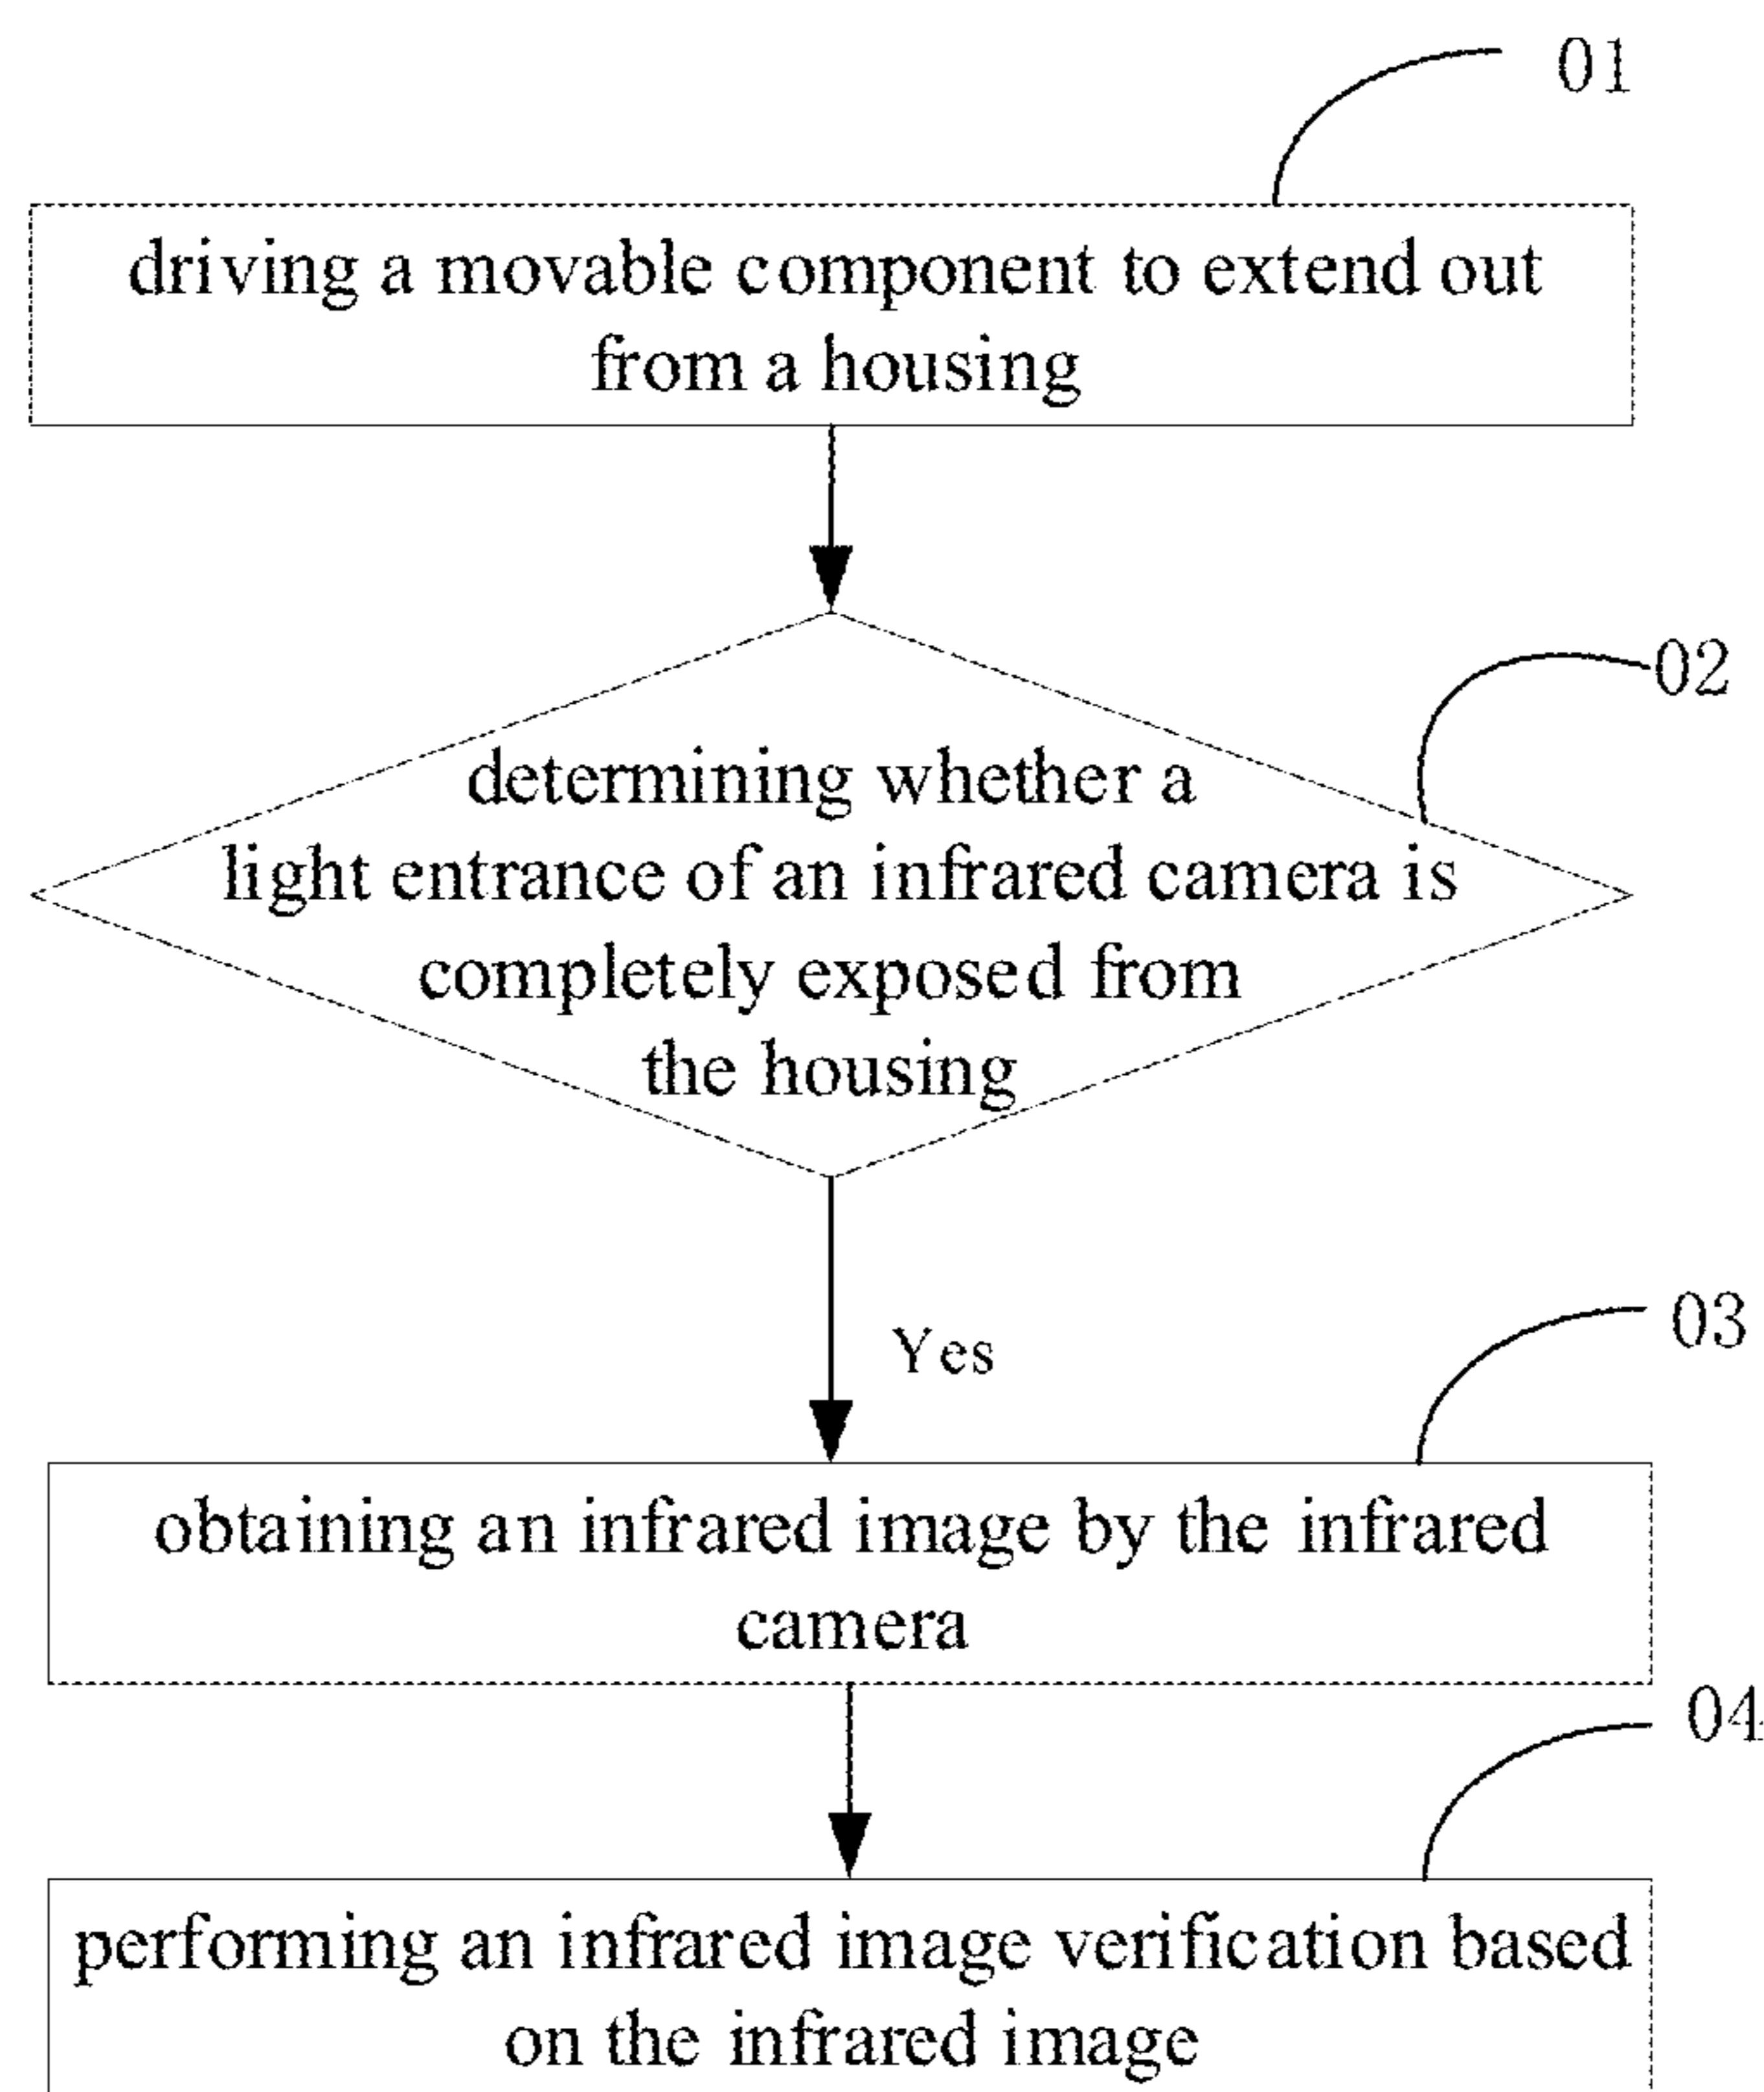 01
driving a movable component to extend out
from a housing
02
determining whether a
light entrance of an infrared camera is
completely exposed from
the housing
Yes
03
obtaining an infrared image by the infrared
camera
04
performing an infrared image verification based
on the infrared image